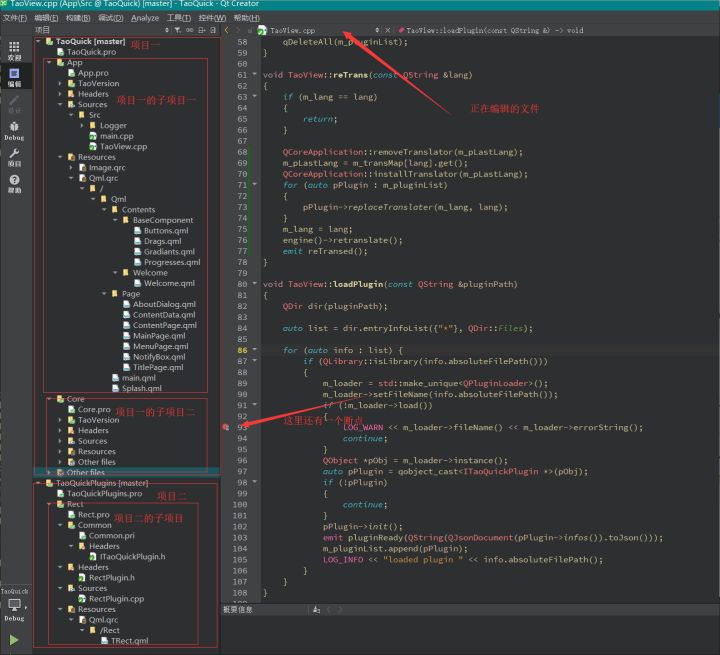 TaoView.cpp (App\Src @ TaoQuick) [master] - TaoQuick - Qt Creator
文件(F) 编辑(E) 构建(B) 调试(D) Analyze 工具(T) 控件(W) 帮助(H)
项目
TaoView.cpp
TaoView::loadPlugin(const QString &) -> void
欢迎
编辑
设计
Debug
项目
帮助
TaoQuick [master]
项目一
TaoQuick.pro
App
App.pro
TaoVersion
Headers
Sources
项目一的子项目一
Src
Logger
main.cpp
TaoView.cpp
Resources
Image.qrc
Qml.qrc
/
Qml
Contents
BaseComponent
Buttons.qml
Drags.qml
Gradiants.qml
Progresses.qml
Welcome
Welcome.qml
Page
AboutDialog.qml
ContentData.qml
ContentPage.qml
MainPage.qml
MenuPage.qml
NotifyBox.qml
TitlePage.qml
main.qml
Splash.qml
Core
Core.pro
项目一的子项目二
TaoVersion
Headers
Sources
Resources
Other files
Other files
TaoQuickPlugins [master]
TaoQuickPlugins.pro
项目二
Rect
Rect.pro
项目二的子项目
Common
Common.pri
Headers
ITaoQuickPlugin.h
Headers
RectPlugin.h
Sources
RectPlugin.cpp
Resources
Qml.qrc
/Rect
TRect.qml
TaoQuick
Debug
58 qDeleteAll(m_pluginList);
59 }
60
61 void TaoView::reTrans(const QString &lang)
62 {
63 if (m_lang == lang)
64 {
65 return;
66 }
67
68 QCoreApplication::removeTranslator(m_pLastLang);
69 m_pLastLang = m_transMap[lang].get();
70 QCoreApplication::installTranslator(m_pLastLang);
71 for (auto pPlugin : m_pluginList)
72 {
73 pPlugin->replaceTranslater(m_lang, lang);
74 }
75 m_lang = lang;
76 engine()->retranslate();
77 emit reTransed();
78 }
79
80 void TaoView::loadPlugin(const QString &pluginPath)
81 {
82 QDir dir(pluginPath);
83
84 auto list = dir.entryInfoList({"*"}, QDir::Files);
85
86 for (auto info : list) {
87 if (QLibrary::isLibrary(info.absoluteFilePath()))
88 {
89 m_loader = std::make_unique<QPluginLoader>();
90 m_loader->setFileName(info.absoluteFilePath());
91 if (!m_loader->load())
92 {
93 LOG_WARN << m_loader->fileName() << m_loader->errorString();
94 continue;
95 }
96 QObject *pObj = m_loader->instance();
97 auto pPlugin = qobject_cast<ITaoQuickPlugin *>(pObj);
98 if (!pPlugin)
100 {
101 continue;
102 }
102 pPlugin->init();
103 emit pluginReady(QString(QJsonDocument(pPlugin->infos()).toJson()));
104 m_pluginList.append(pPlugin);
105 LOG_INFO << "loaded plugin " << info.absoluteFilePath();
106 }
107 }
108 }
正在编辑的文件
这里还有一个断点
概要信息